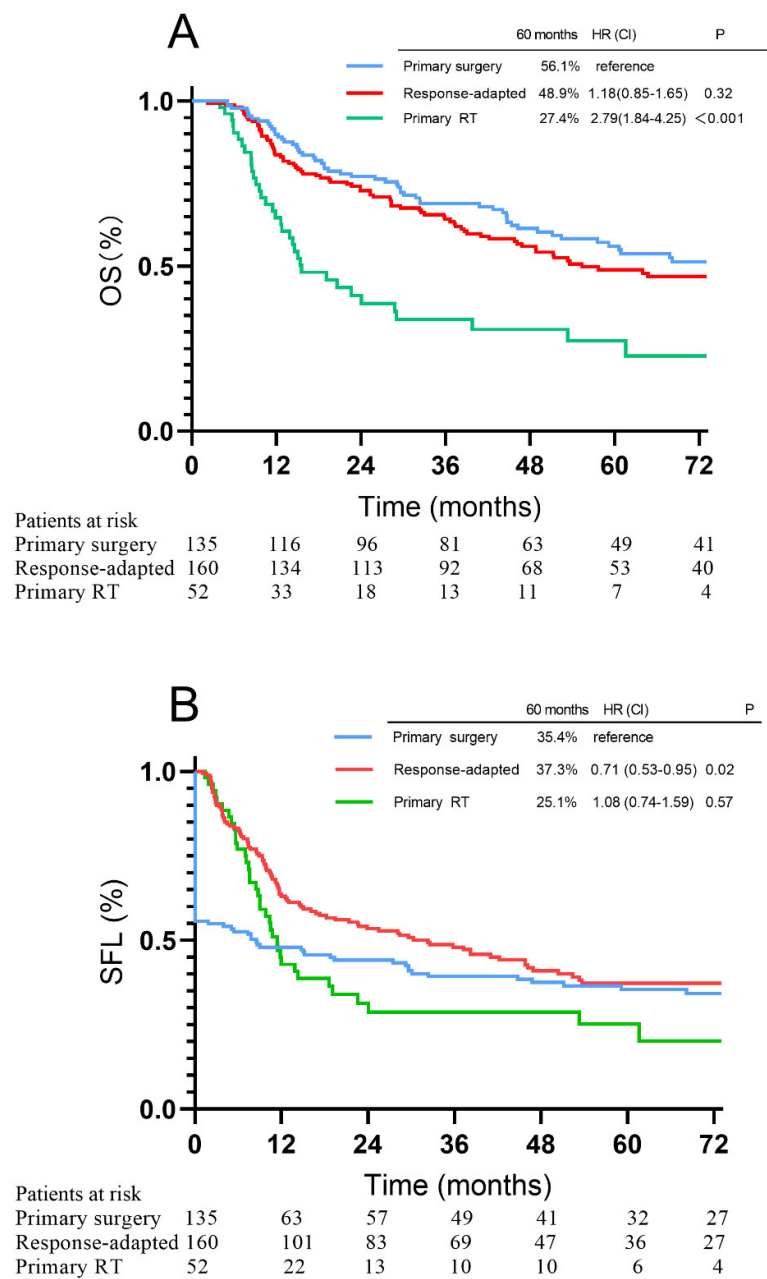 A
60 months HR (CI) P
Primary surgery 56.1% reference
Response-adapted 48.9% 1.18(0.85-1.65) 0.32
Primary RT 27.4% 2.79(1.84-4.25) <0.001
1.0
0.5
0.0
OS(%)
0 12 24 36 48 60 72
Time (months)
Patients at risk
Primary surgery 135 116 96 81 63 49 41
Response-adapted 160 134 113 92 68 53 40
Primary RT 52 33 18 13 11 7 4
B
60 months HR (CI) P
Primary surgery 35.4% reference
Response-adapted 37.3% 0.71 (0.53-0.95) 0.02
Primary RT 25.1% 1.08 (0.74-1.59) 0.57
1.0
0.5
0.0
SFL (%)
0 12 24 36 48 60 72
Time (months)
Patients at risk
Primary surgery 135 63 57 49 41 32 27
Response-adapted 160 101 83 69 47 36 27
Primary RT 52 22 13 10 10 6 4